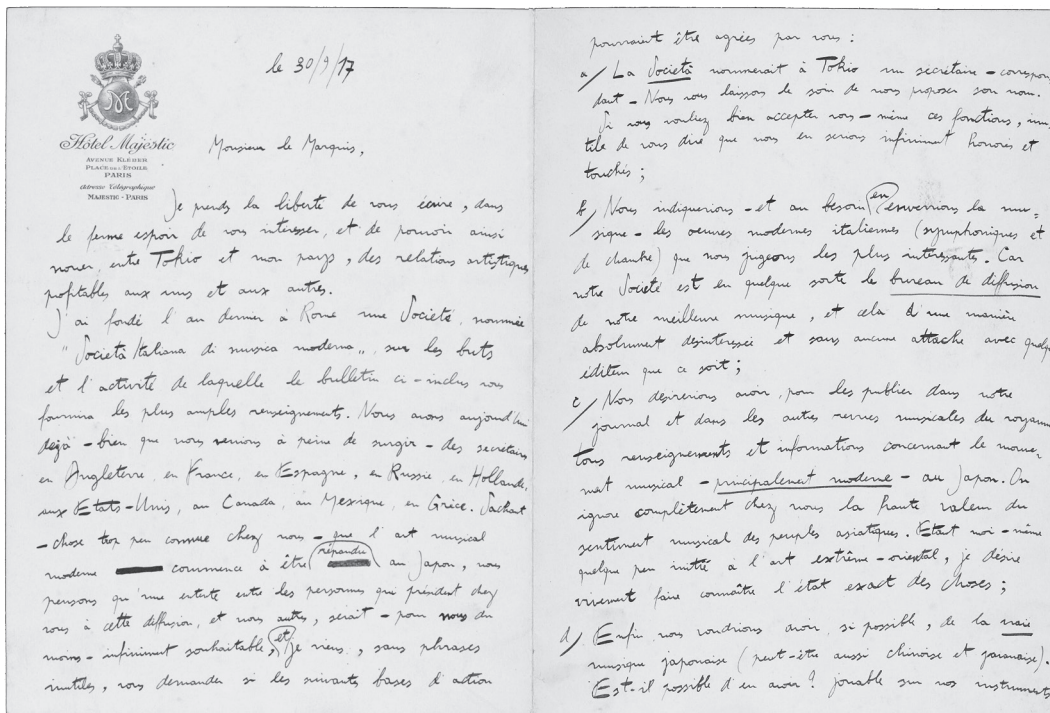 Hôtel Majestic
AVENUE KLÉBER
PLACE DE L'ÉTOILE
PARIS
Adresse Télégraphique
MAJESTIC - PARIS
le 30/9/17
Monsieur le Marquis,
Je prends la liberté de vous écrire, dans
le ferme espoir de vous intéresser, et de pouvoir ainsi
nouer, entre Tokio et mon pays, des relations artistiques
profitables aux uns et aux autres.
J'ai fondé l'an dernier à Rome une Société, nommée
"Società Italiana di musica moderna", sur les buts
et l'activité de laquelle le bulletin ci-inclus vous
fournira les plus amples renseignements. Nous avons aujourd'hui
déjà - bien que nous venions à peine de surgir - des secrétaires
en Angleterre, en France, en Espagne, en Russie, en Hollande,
aux Etats-Unis, au Canada, au Mexique, en Grèce. Sachant
- chose trop peu connue chez nous - que l'art musical
moderne commence à être répandu au Japon, nous
pensons qu'une entente entre les personnes qui président chez
vous à cette diffusion, et nous autres, serait - pour nous du
moins - infiniment souhaitable, et je viens, sans phrases
inutiles, vous demander si les suivants bases d'action
pourraient être agrées par vous :
a/ La Società nommerait à Tokio un secrétaire - correspon
dant - Nous vous laissons le soin de nous proposer son nom.
Si vous vouliez bien accepter vous-même ces fonctions, inu-
tile de vous dire que nous en serions infiniment honorés et
touchés ;
b/ Nous indiquerions - et au besoin en enverrions la mu-
sique - les oeuvres modernes italiennes (symphoniques et
de chambre) que nous jugeons les plus intéressantes. Car
notre Société est en quelque sorte le bureau de diffusion
de notre meilleure musique, et cela d'une manière
absolument désintéressée et sans aucune attache avec quelqu
éditeur que ce soit ;
c/ Nous désirerions avoir, pour les publier dans notre
journal et dans les autres revues musicales du royaume
tous renseignements et informations concernant le mouve-
ment musical - principalement moderne - au Japon. On
ignore complètement chez nous la haute valeur du
sentiment musical des peuples asiatiques. Etant moi-même
quelque peu initié à l'art extrême-oriental, je désire
vivement faire connaître l'état exact des choses ;
d/ Enfin nous voudrions avoir, si possible, de la vraie
musique japonaise (peut-être aussi chinoise et javanaise).
Est-il possible d'en avoir? jouable sur nos instruments